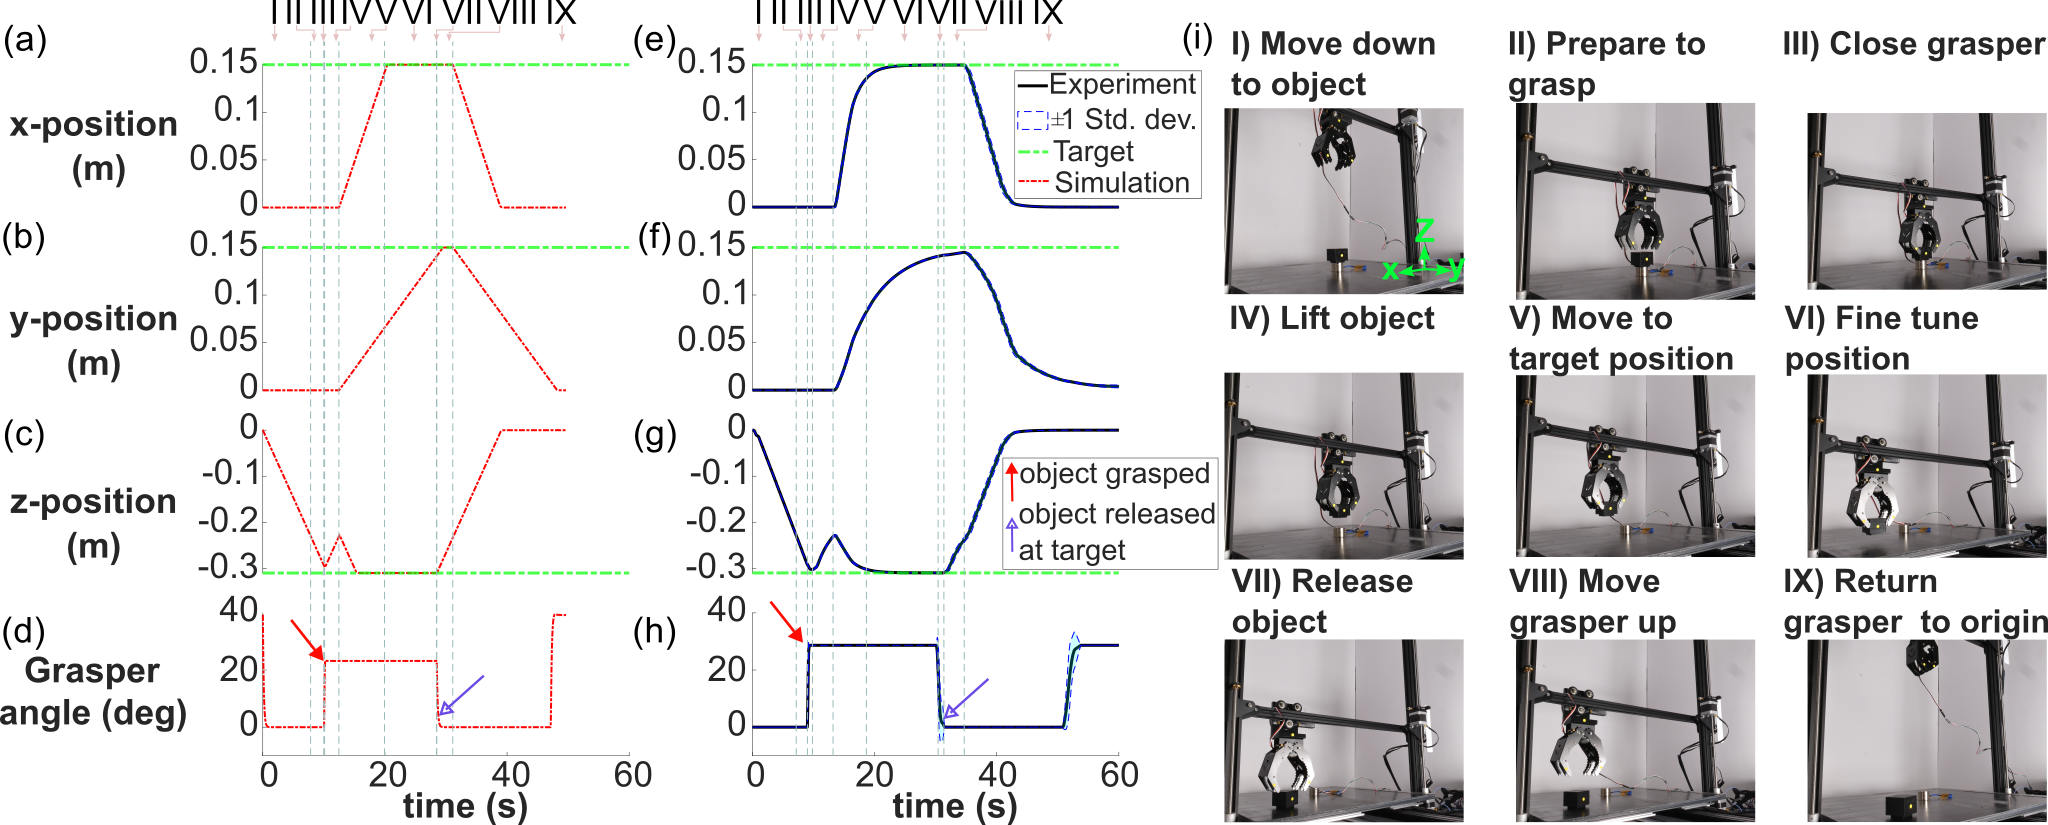 I II III IV V VI VII VIII IX
I II III IV V VI VII VIII IX
(a)
x-position
(m)
0.15
0.1
0.05
0
(b)
y-position
(m)
0.15
0.1
0.05
0
(c)
z-position
(m)
0
-0.1
-0.2
-0.3
(d)
Grasper
angle (deg)
40
20
0
0 20 40 60
time (s)
(e)
0.15
0.1
0.05
0
Experiment
±1 Std. dev.
Target
Simulation
(f)
0.15
0.1
0.05
0
(g)
0
-0.1
-0.2
-0.3
object grasped
object released
at target
(h)
40
20
0
0 20 40 60
time (s)
(i)
I) Move down
to object
z
x
y
II) Prepare to
grasp
III) Close grasper
IV) Lift object
V) Move to
target position
VI) Fine tune
position
VII) Release
object
VIII) Move
grasper up
IX) Return
grasper to origin